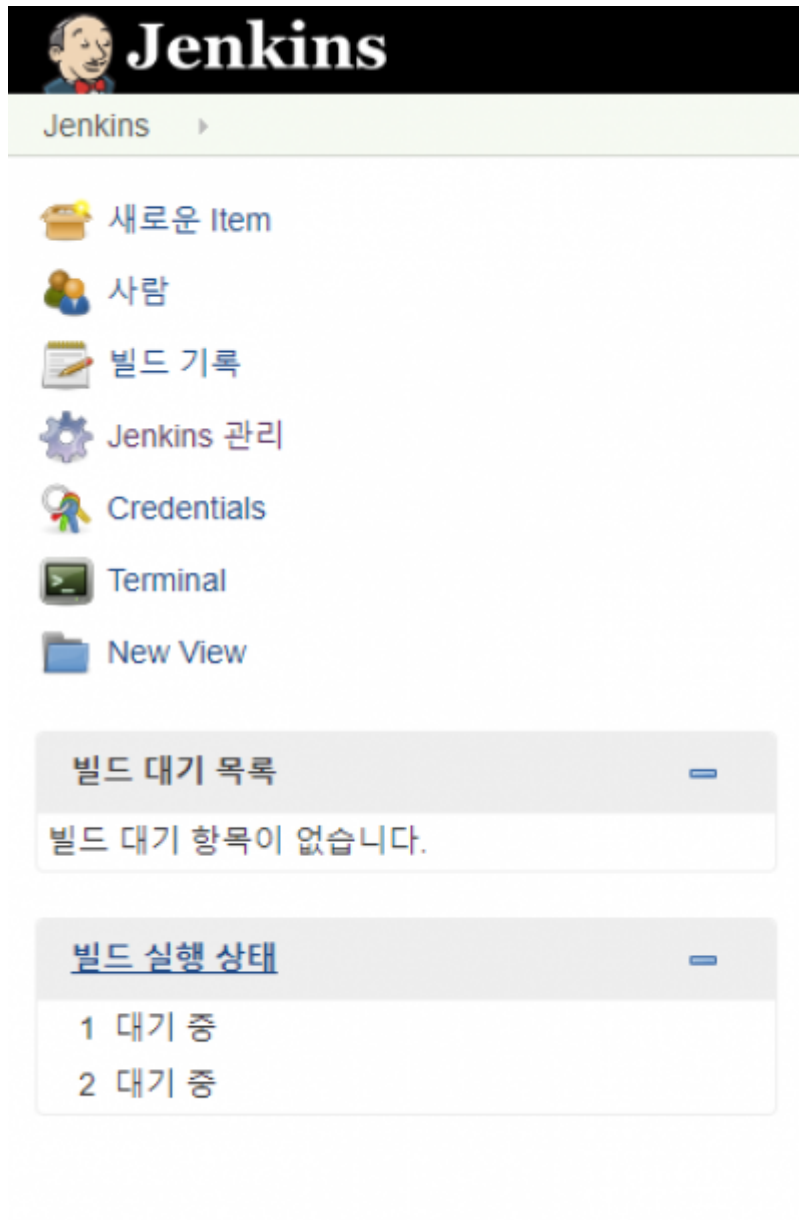 Jenkins
Jenkins
새로운 Item
사람
빌드 기록
Jenkins 관리
Credentials
Terminal
New View
빌드 대기 목록
빌드 대기 항목이 없습니다.
빌드 실행 상태
1 대기 중
2 대기 중